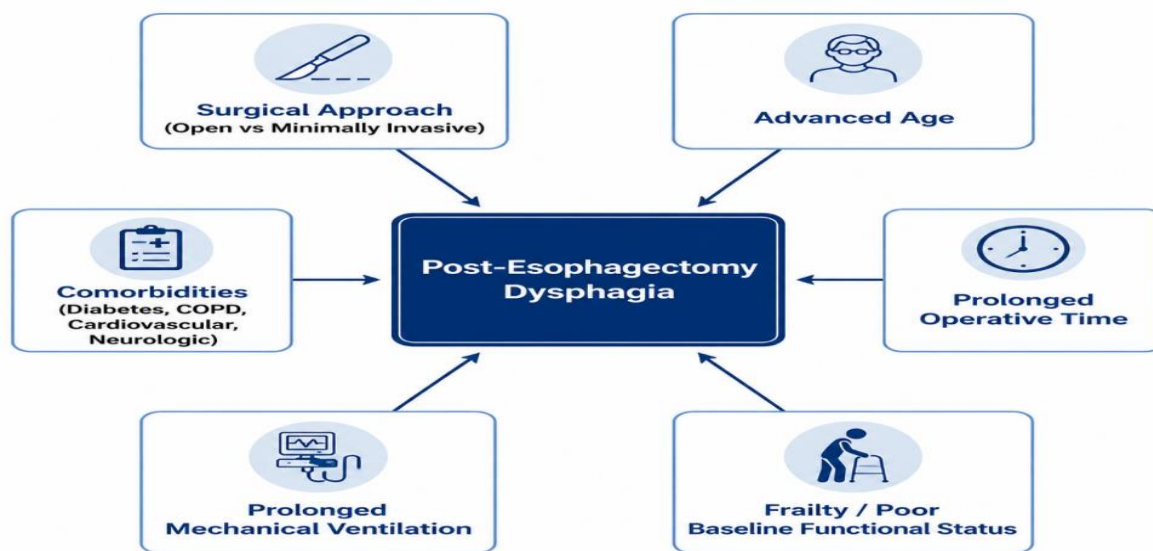 Surgical Approach
(Open vs Minimally Invasive)
Advanced Age
Comorbidities
(Diabetes, COPD,
Cardiovascular,
Neurologic)
Post-Esophagectomy
Dysphagia
Prolonged
Operative Time
Prolonged
Mechanical Ventilation
Frailty / Poor
Baseline Functional Status